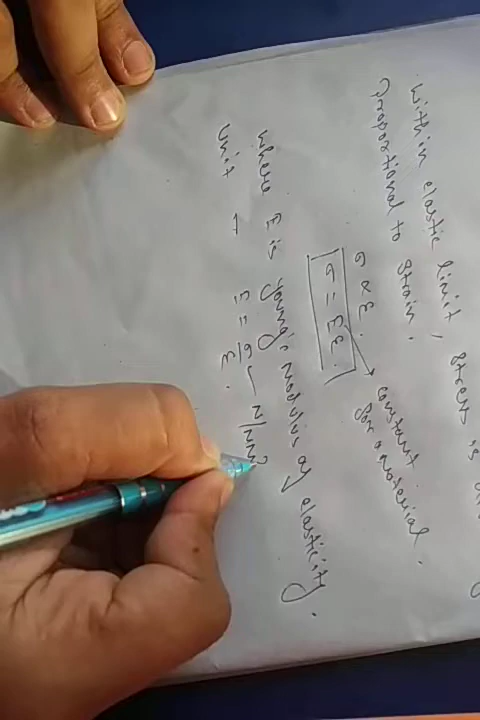 within elastic limit, stress is
proportional to strain.
σ ∝ ε.
σ = Eε. constant
for a material.
where E is young's modulus of elasticity.
unit – E = σ/ε. – N/mm²